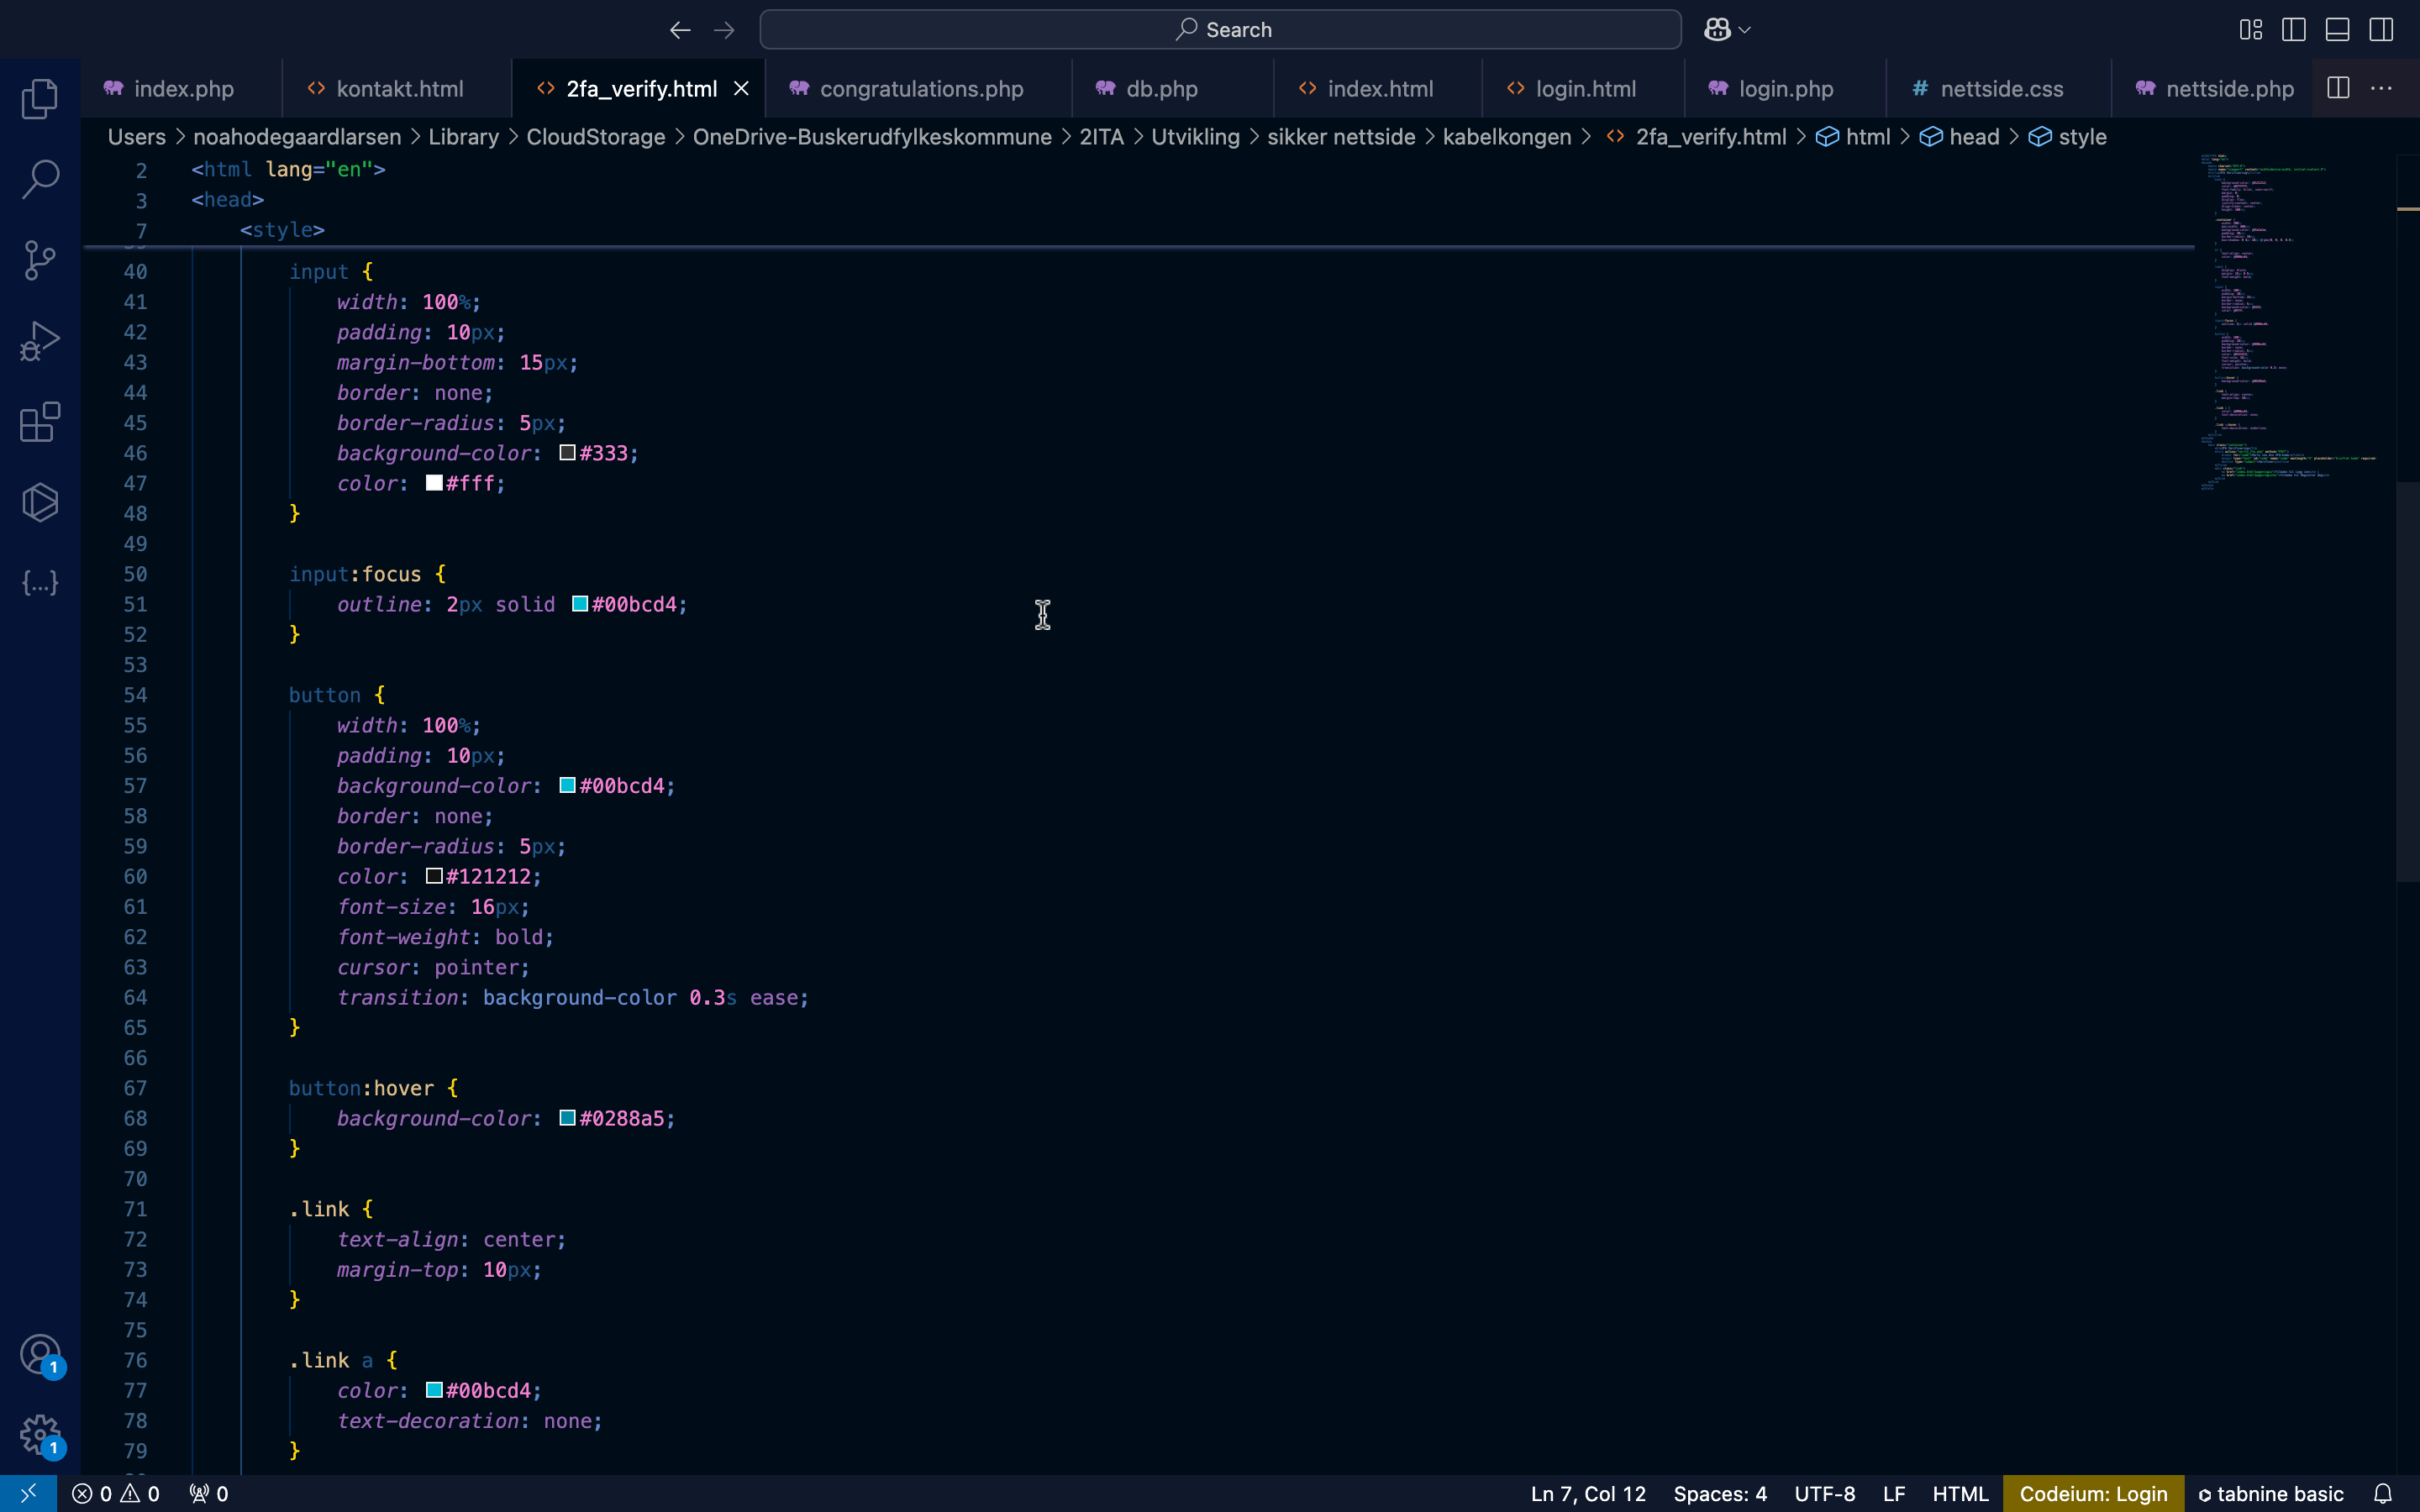 Search
index.php
kontakt.html
2fa_verify.html
congratulations.php
db.php
index.html
login.html
login.php
# nettside.css
nettside.php
Users > noahodegaardlarsen > Library > CloudStorage > OneDrive-Buskerudfylkeskommune > 2ITA > Utvikling > sikker nettside > kabelkongen > 2fa_verify.html > html > head > style
2 <html lang="en">
3 <head>
7 <style>
40 input {
41 width: 100%;
42 padding: 10px;
43 margin-bottom: 15px;
44 border: none;
45 border-radius: 5px;
46 background-color: #333;
47 color: #fff;
48 }
49
50 input:focus {
51 outline: 2px solid #00bcd4;
52 }
53
54 button {
55 width: 100%;
56 padding: 10px;
57 background-color: #00bcd4;
58 border: none;
59 border-radius: 5px;
60 color: #121212;
61 font-size: 16px;
62 font-weight: bold;
63 cursor: pointer;
64 transition: background-color 0.3s ease;
65 }
66
67 button:hover {
68 background-color: #0288a5;
69 }
70
71 .link {
72 text-align: center;
73 margin-top: 10px;
74 }
75
76 .link a {
77 color: #00bcd4;
78 text-decoration: none;
79 }
1
1
0 0 0
Ln 7, Col 12
Spaces: 4
UTF-8
LF
HTML
Codeium: Login
tabnine basic